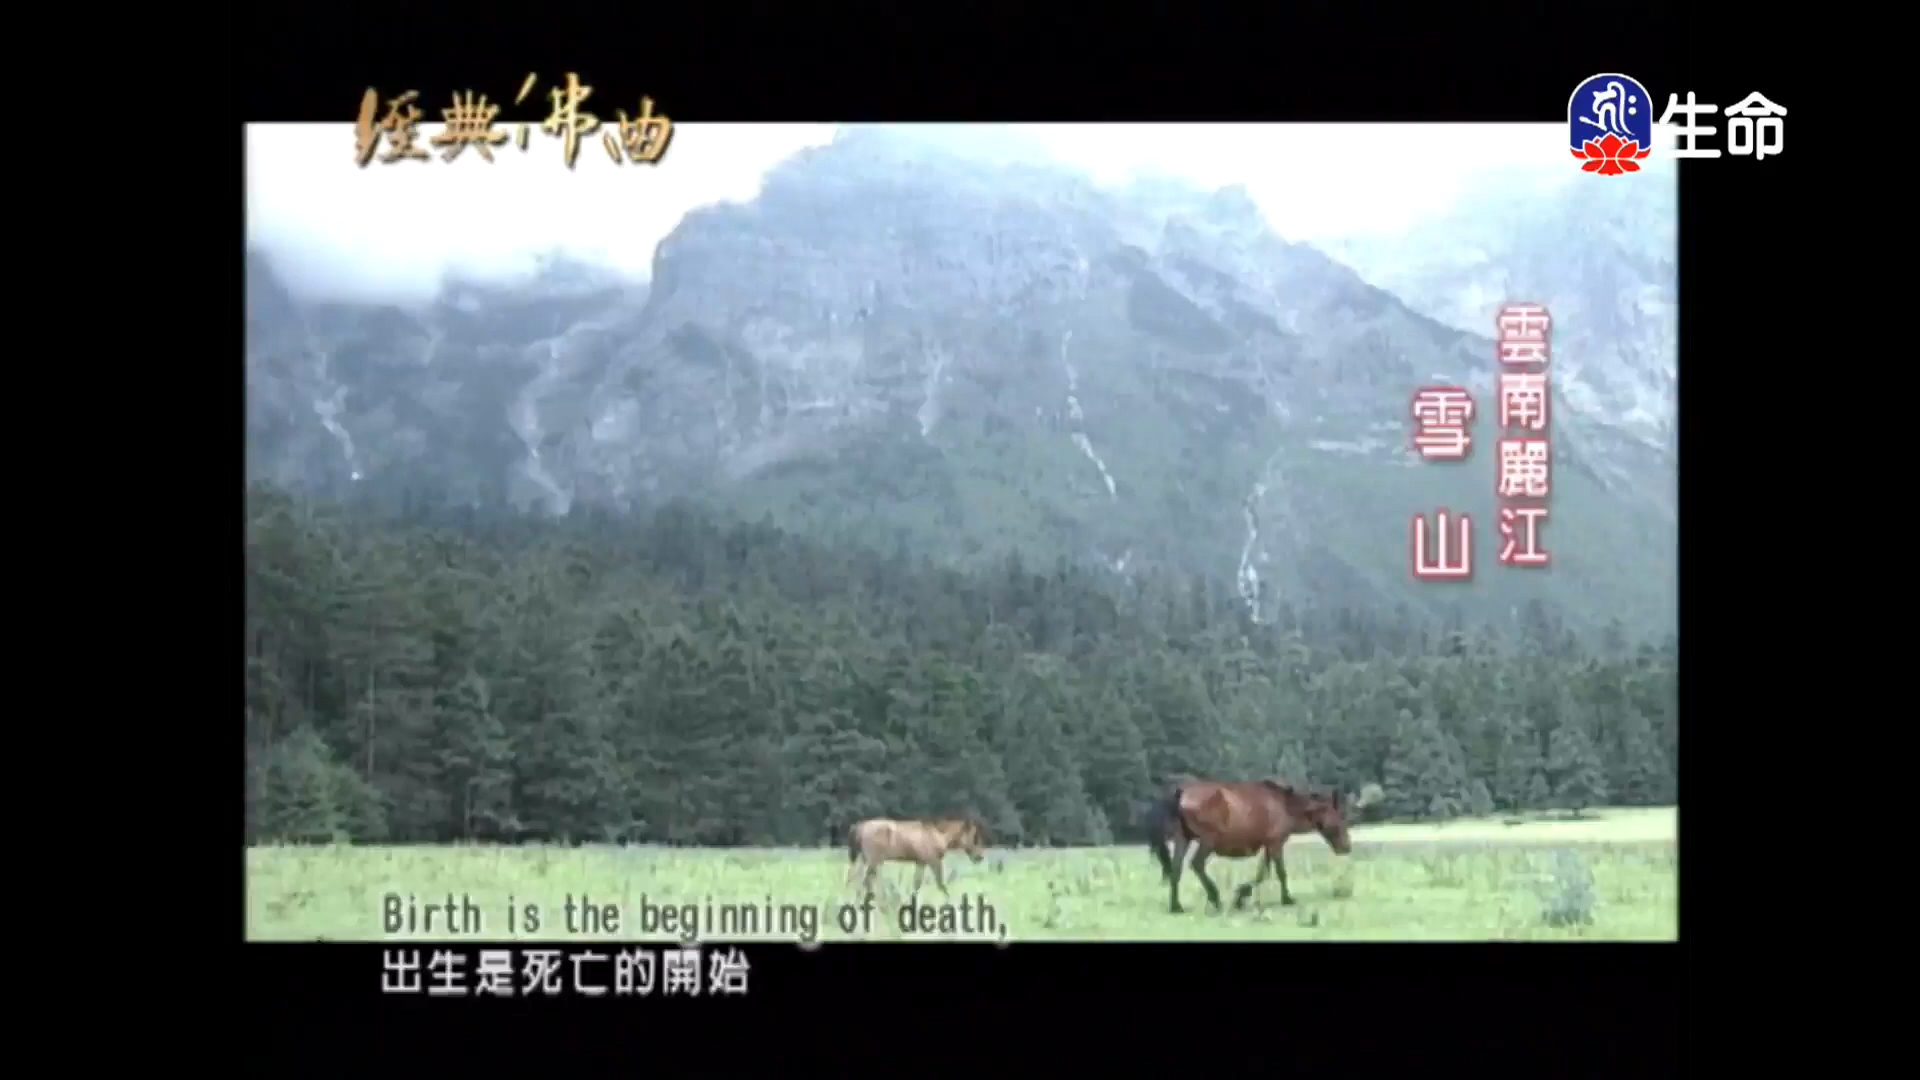 經典佛曲
生命
雲南麗江
雪山
Birth is the beginning of death,
出生是死亡的開始